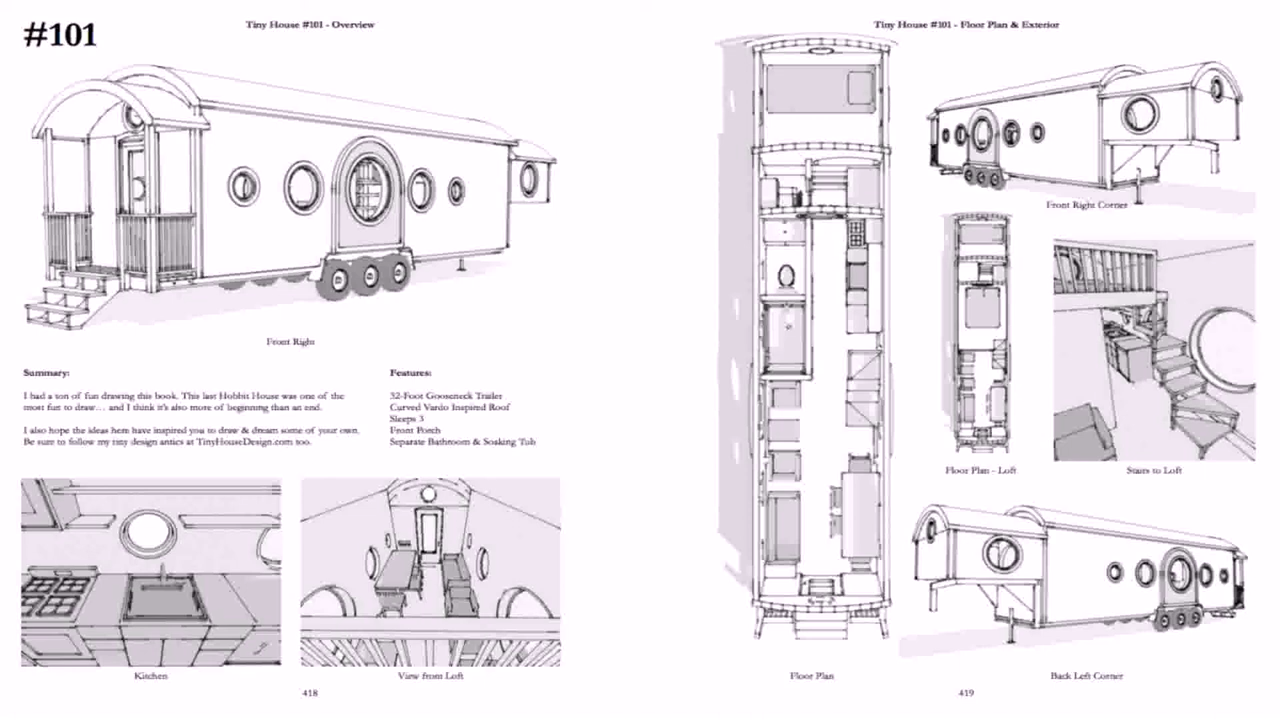 #101
Tiny House #101 - Overview
Front Right
Summary:
I had a ton of fun drawing this book. This last Hobbit House was one of the
most fun to draw... and I think it's also more of beginning than an end.
I also hope the ideas here have inspired you to draw & dream some of your own.
Be sure to follow my tiny design antics at TinyHouseDesign.com too.
Features:
32-Foot Gooseneck Trailer
Curved Vardo Inspired Roof
Sleeps 3
Front Porch
Separate Bathroom & Soaking Tub
Kitchen
View from Loft
418
Tiny House #101 - Floor Plan & Exterior
Front Right Corner
Floor Plan - Loft
Stairs to Loft
Floor Plan
Back Left Corner
419